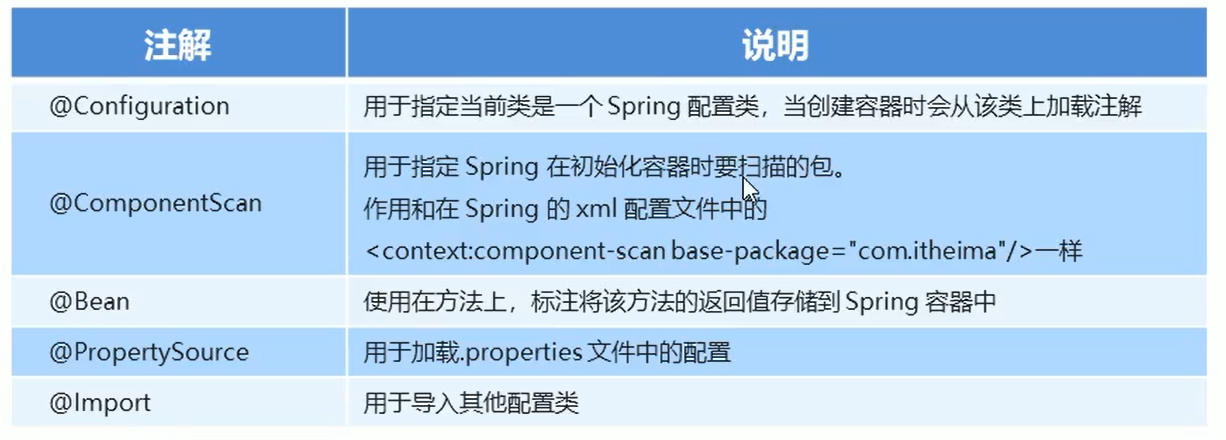 注解
说明
@Configuration
用于指定当前类是一个 Spring 配置类，当创建容器时会从该类上加载注解
@ComponentScan
用于指定 Spring 在初始化容器时要扫描的包。
作用和在 Spring 的 xml 配置文件中的
<context:component-scan base-package="com.itheima"/>一样
@Bean
使用在方法上，标注将该方法的返回值存储到 Spring 容器中
@PropertySource
用于加载.properties 文件中的配置
@Import
用于导入其他配置类